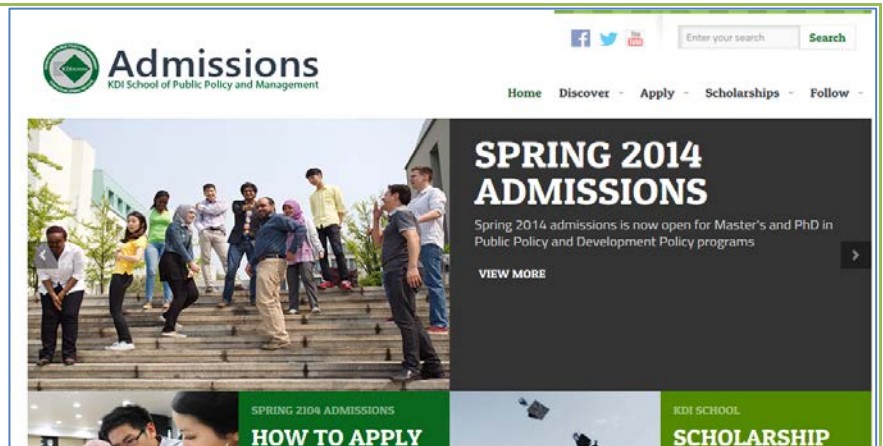 Enter your search
Search
Admissions
KDI School of Public Policy and Management
Home Discover Apply Scholarships Follow
SPRING 2014
ADMISSIONS
Spring 2014 admissions is now open for Master's and PhD in
Public Policy and Development Policy programs
VIEW MORE
SPRING 2104 ADMISSIONS
HOW TO APPLY
KDI SCHOOL
SCHOLARSHIP